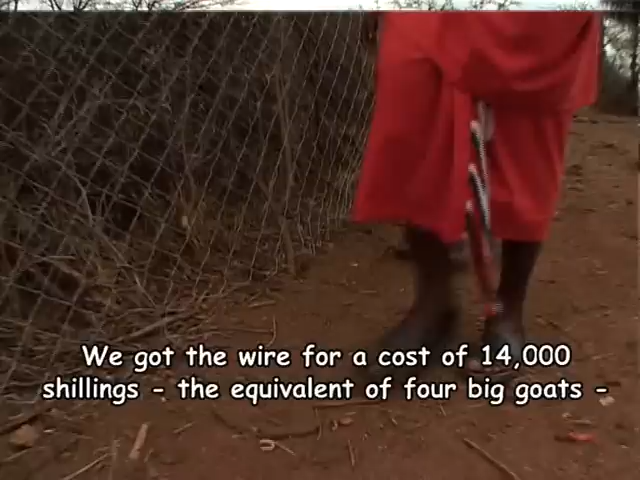 We got the wire for a cost of 14,000
shillings - the equivalent of four big goats -